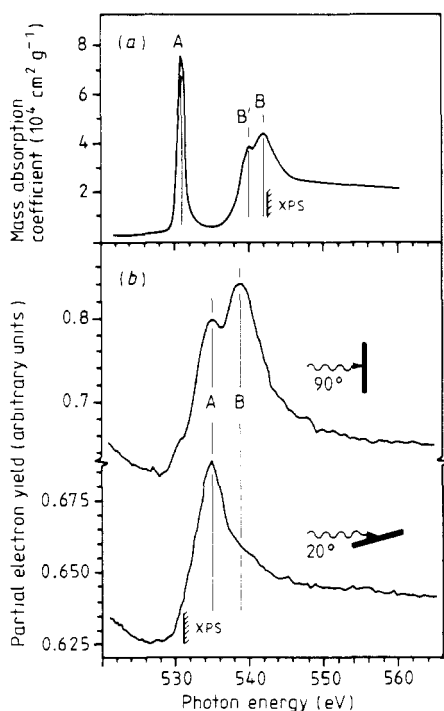 (a)
A
B'
B
XPS
8
6
4
2
Mass absorption
coefficient (10⁴ cm² g⁻¹)
(b)
A
B
90°
0.8
0.7
0.675
0.650
0.625
20°
XPS
Partial electron yield (arbitrary units)
530
540
550
560
Photon energy (eV)